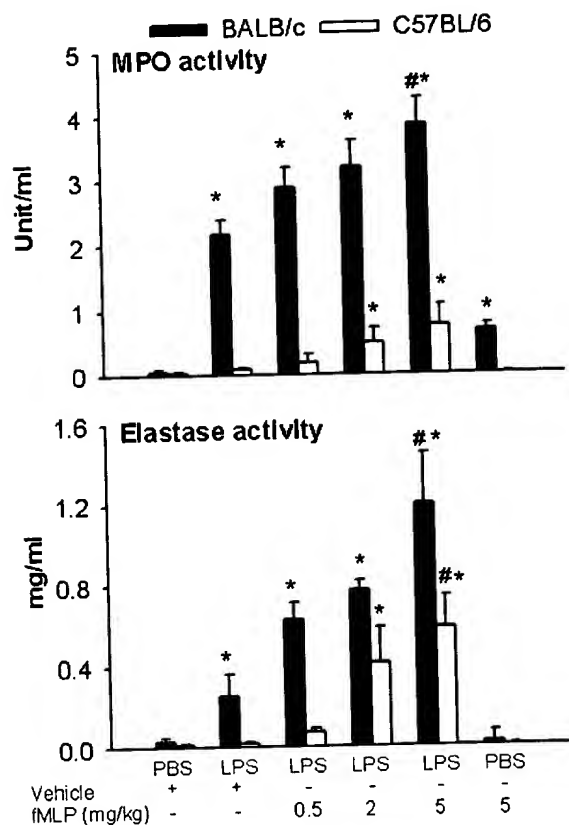 BALB/c C57BL/6
MPO activity
5
4
3
2
1
0
Unit/ml
* * * #* * * *
Elastase activity
1.6
1.2
0.8
0.4
0.0
mg/ml
* * * * #* #*
PBS LPS LPS LPS LPS PBS
Vehicle + + - - - -
fMLP (mg/kg) - - 0.5 2 5 5